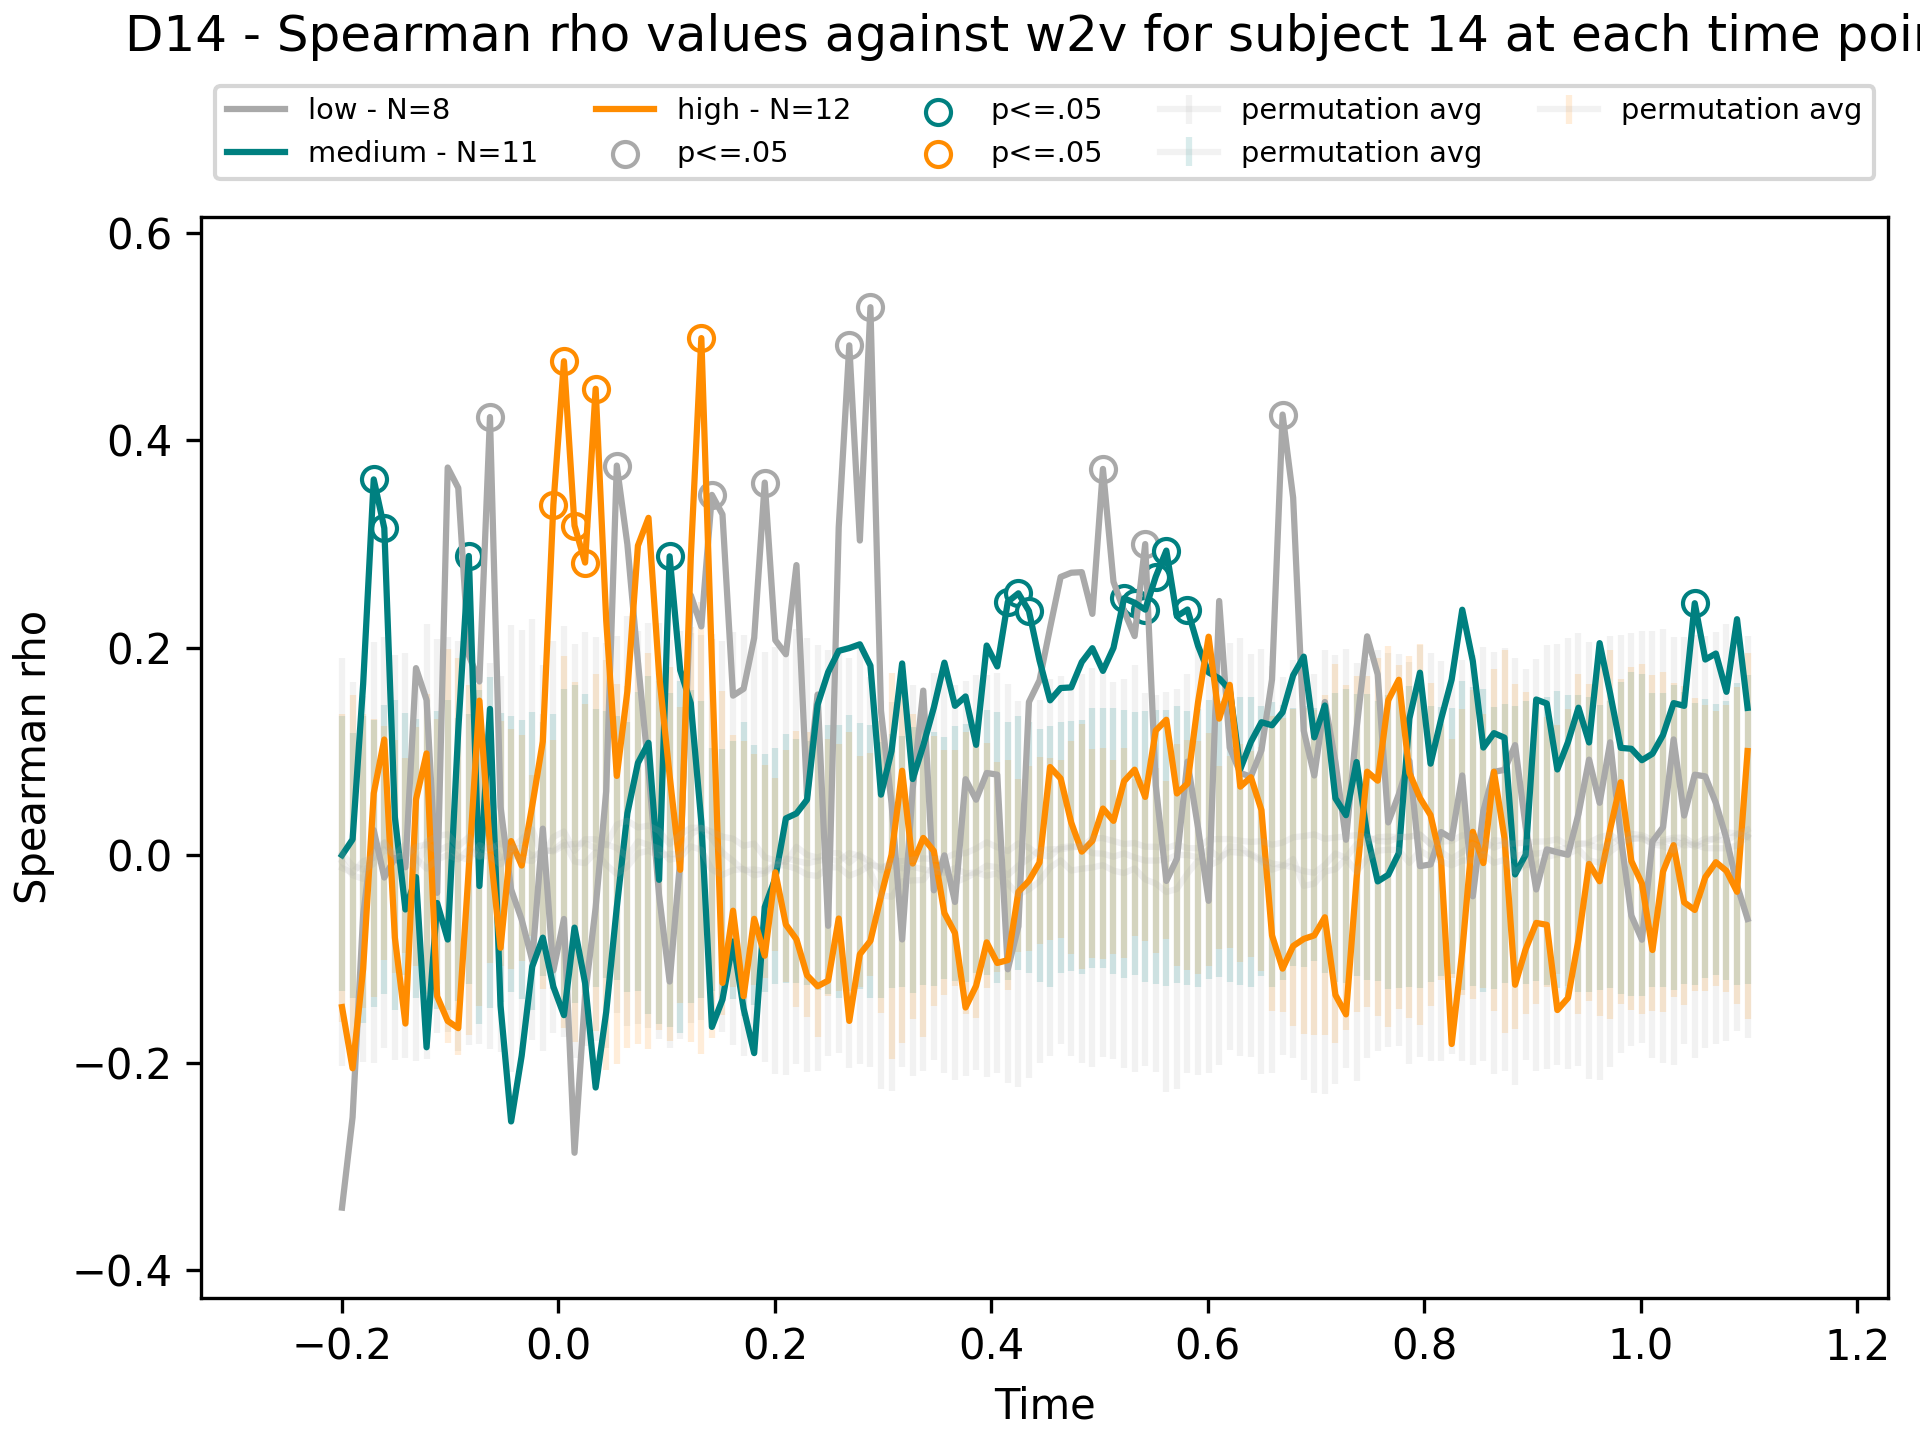 D14 - Spearman rho values against w2v for subject 14 at each time poi
low - N=8
medium - N=11
high - N=12
p<=.05
p<=.05
p<=.05
permutation avg
permutation avg
permutation avg
Spearman rho
0.6
0.4
0.2
0.0
−0.2
−0.4
−0.2 0.0 0.2 0.4 0.6 0.8 1.0 1.2
Time